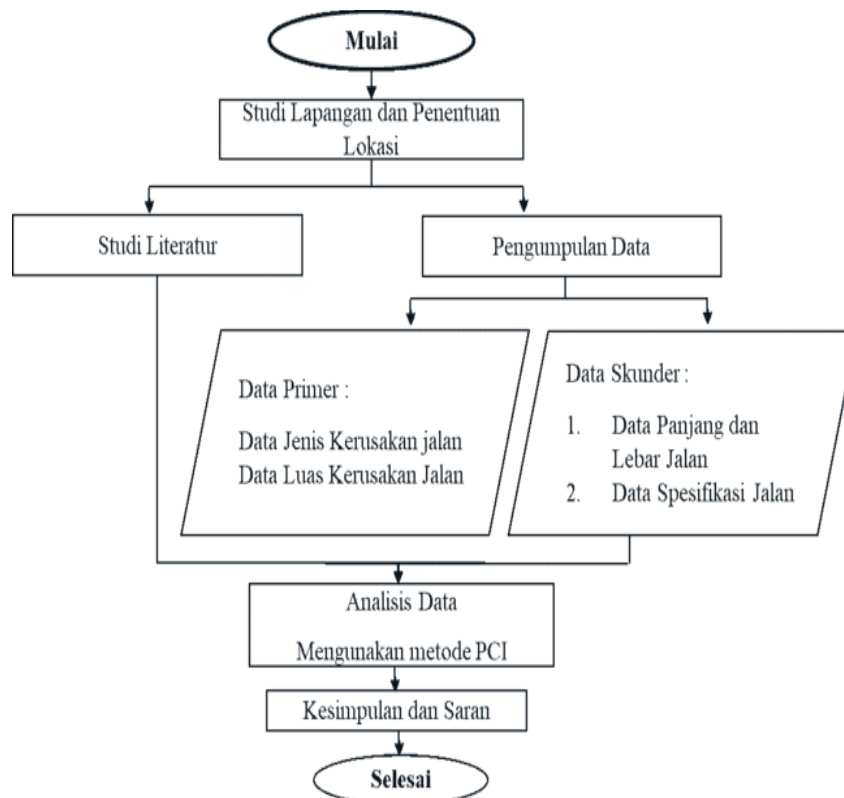 Mulai
Studi Lapangan dan Penentuan
Lokasi
Studi Literatur
Pengumpulan Data
Data Primer :
Data Jenis Kerusakan jalan
Data Luas Kerusakan Jalan
Data Skunder :
1. Data Panjang dan
Lebar Jalan
2. Data Spesifikasi Jalan
Analisis Data
Mengunakan metode PCI
Kesimpulan dan Saran
Selesai